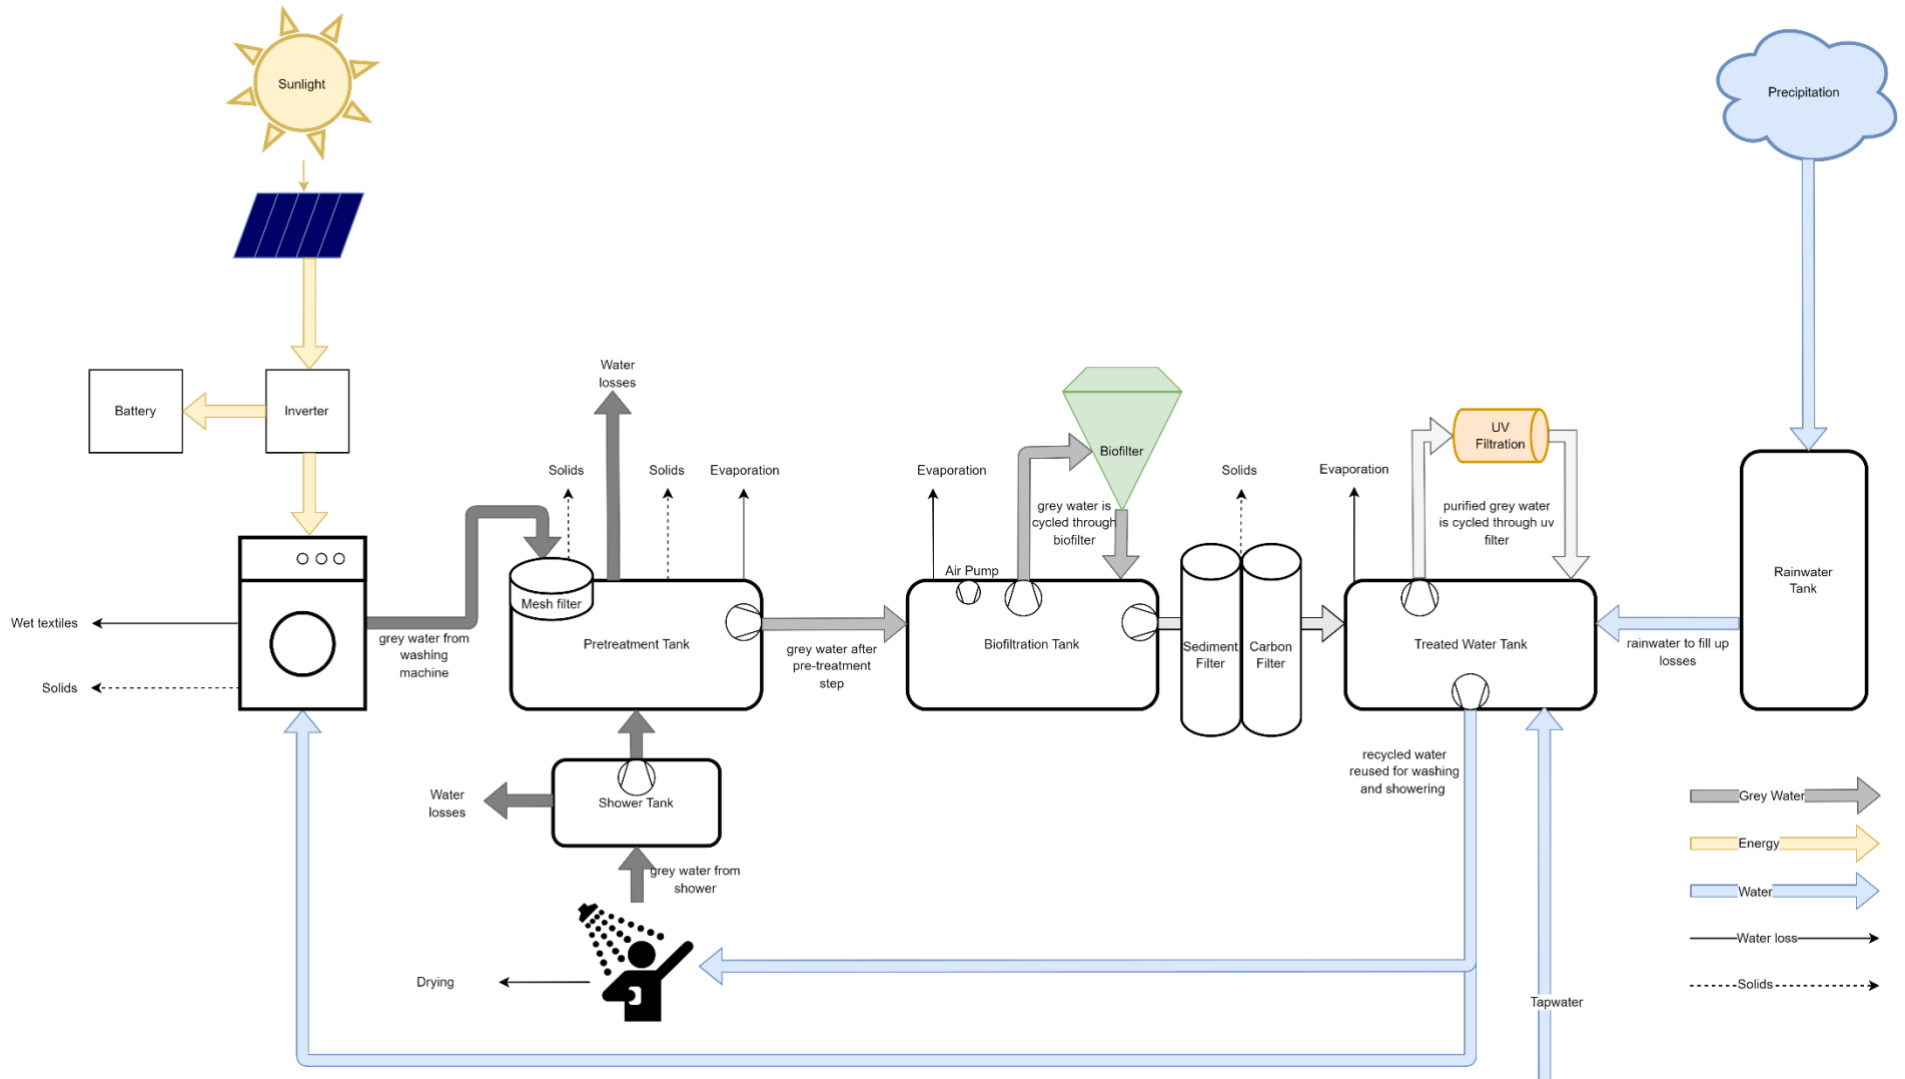 Sunlight
Precipitation
Battery
Inverter
Water
losses
Solids
Solids
Evaporation
Evaporation
Biofilter
grey water is
cycled through
biofilter
Solids
Evaporation
UV
Filtration
purified grey water
is cycled through uv
filter
Rainwater
Tank
Air Pump
Mesh filter
Wet textiles
Solids
grey water from
washing
machine
Pretreatment Tank
grey water after
pre-treatment
step
Biofiltration Tank
Sediment
Filter
Carbon
Filter
Treated Water Tank
rainwater to fill up
losses
recycled water
reused for washing
and showering
Water
losses
Shower Tank
grey water from
shower
Drying
Tapwater
Grey Water
Energy
Water
Water loss
Solids